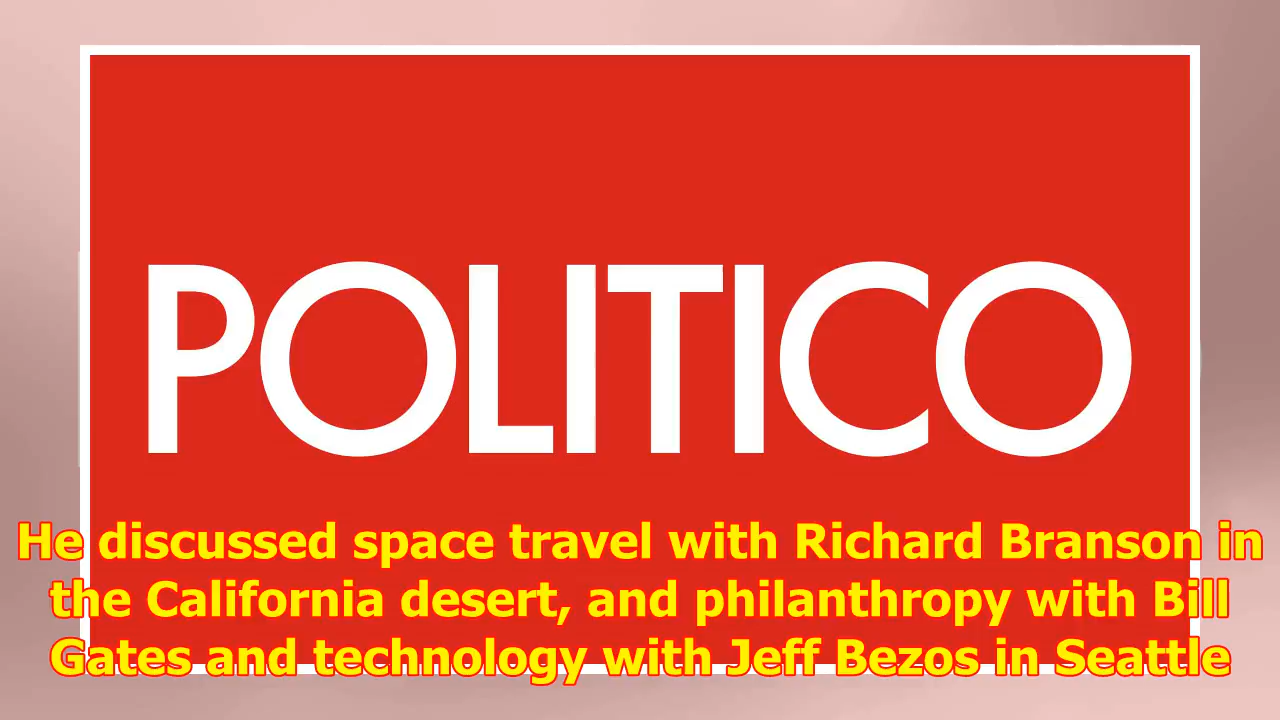 POLITICO
He discussed space travel with Richard Branson in
the California desert, and philanthropy with Bill
Gates and technology with Jeff Bezos in Seattle